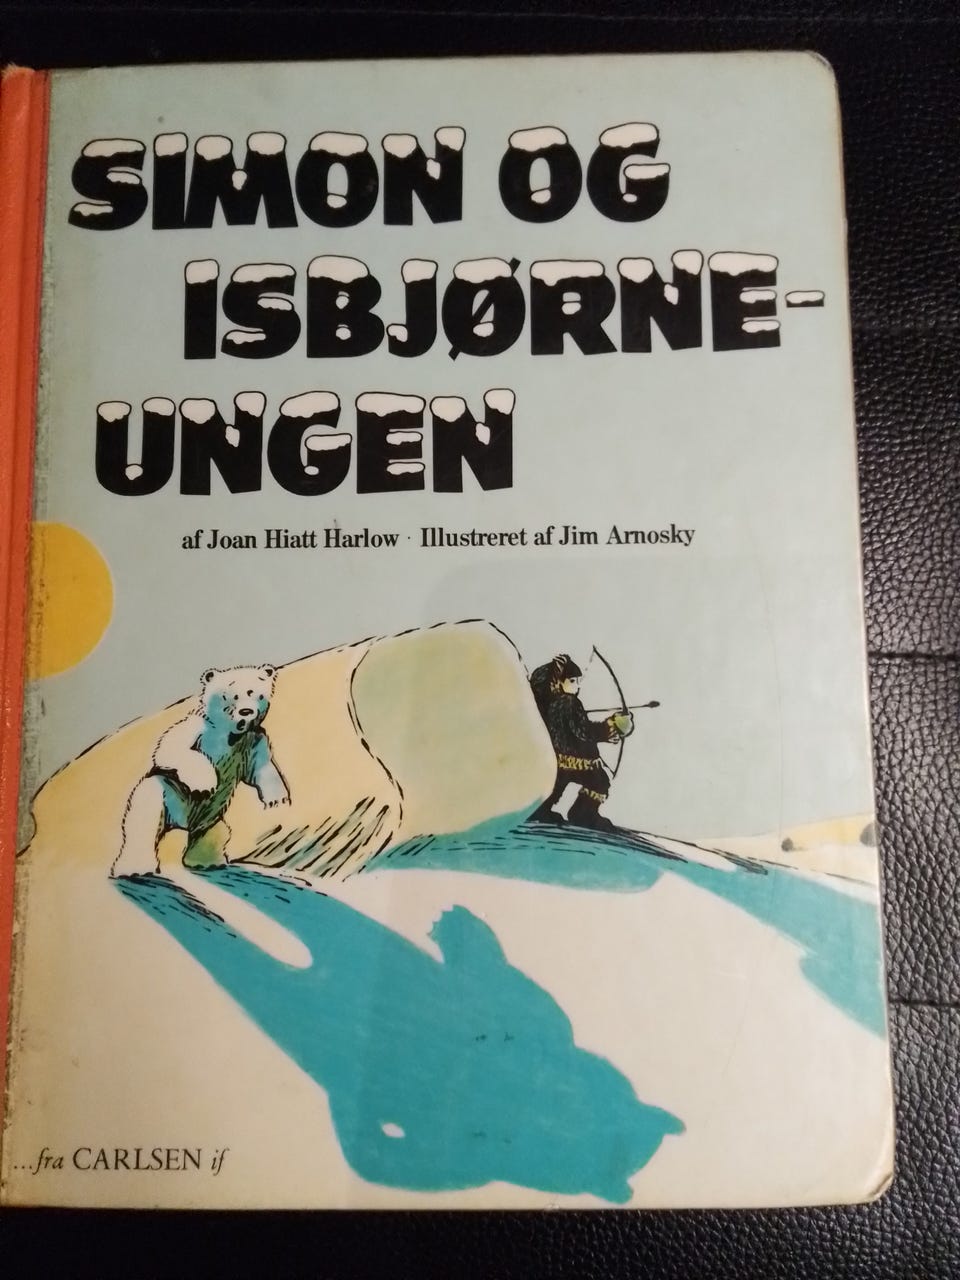 SIMON OG
ISBJØRNE-
UNGEN
af Joan Hiatt Harlow · Illustreret af Jim Arnosky
...fra CARLSEN if